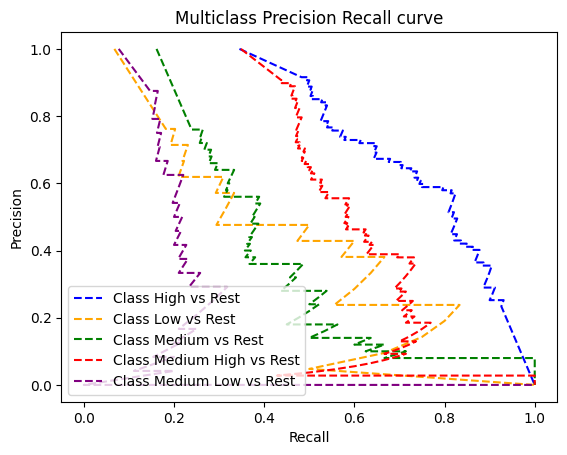 Multiclass Precision Recall curve
1.0
0.8
0.6
0.4
0.2
0.0
Precision
Class High vs Rest
Class Low vs Rest
Class Medium vs Rest
Class Medium High vs Rest
Class Medium Low vs Rest
0.0 0.2 0.4 0.6 0.8 1.0
Recall